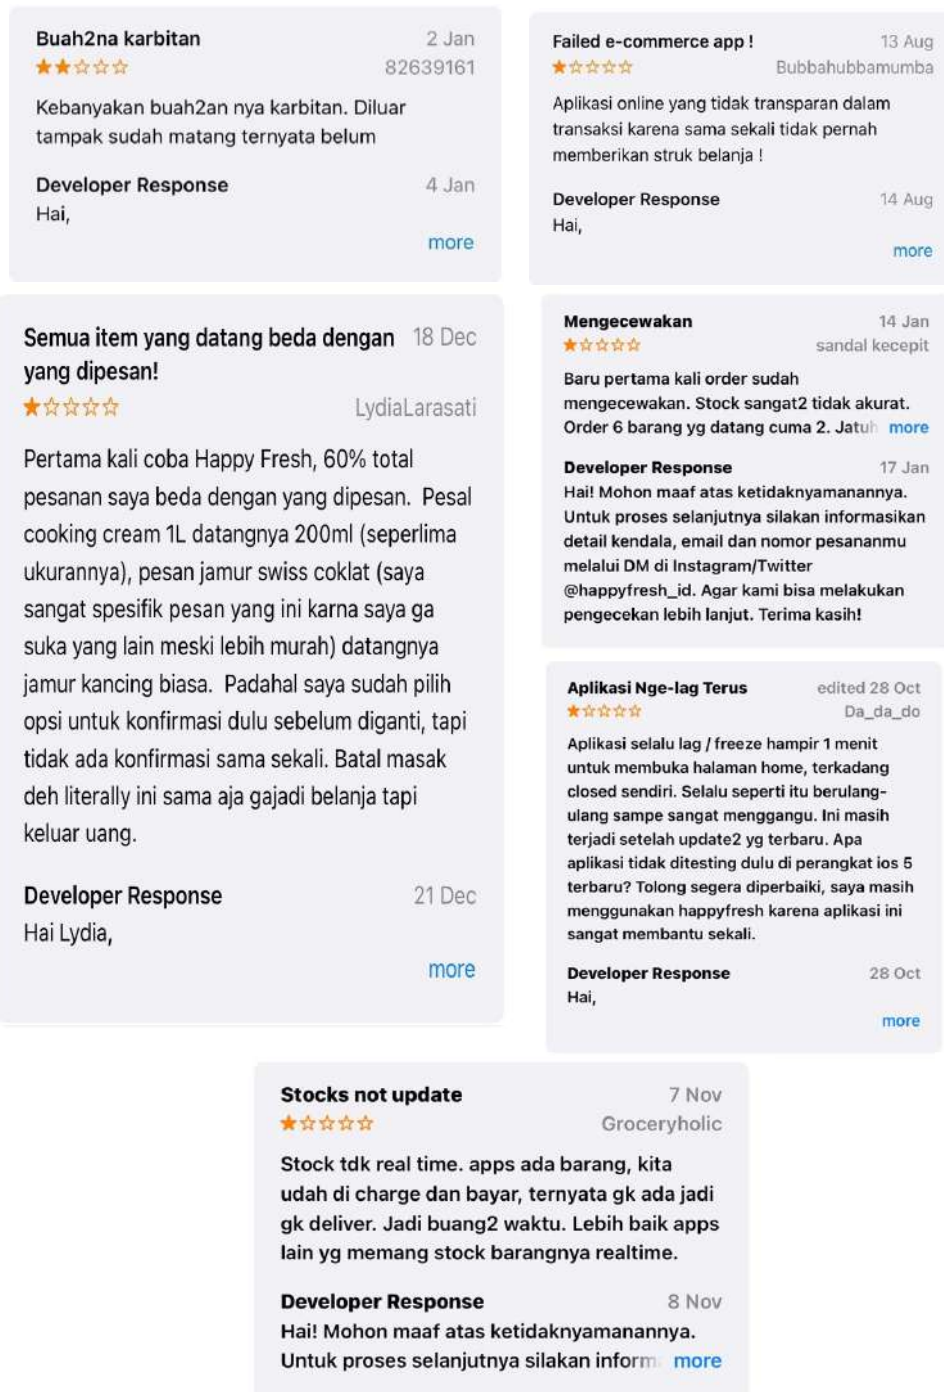 Buah2na karbitan 2 Jan
82639161
Kebanyakan buah2an nya karbitan. Diluar
tampak sudah matang ternyata belum
Developer Response 4 Jan
Hai,
more
Failed e-commerce app ! 13 Aug
Bubbahubbamumba
Aplikasi online yang tidak transparan dalam
transaksi karena sama sekali tidak pernah
memberikan struk belanja !
Developer Response 14 Aug
Hai,
more
Semua item yang datang beda dengan 18 Dec
yang dipesan!
LydiaLarasati
Pertama kali coba Happy Fresh, 60% total
pesanan saya beda dengan yang dipesan. Pesal
cooking cream 1L datangnya 200ml (seperlima
ukurannya), pesan jamur swiss coklat (saya
sangat spesifik pesan yang ini karna saya ga
suka yang lain meski lebih murah) datangnya
jamur kancing biasa. Padahal saya sudah pilih
opsi untuk konfirmasi dulu sebelum diganti, tapi
tidak ada konfirmasi sama sekali. Batal masak
deh literally ini sama aja gajadi belanja tapi
keluar uang.
Developer Response 21 Dec
Hai Lydia,
more
Mengecewakan 14 Jan
sandal kecepit
Baru pertama kali order sudah
mengecewakan. Stock sangat2 tidak akurat.
Order 6 barang yg datang cuma 2. Jatuh more
Developer Response 17 Jan
Hai! Mohon maaf atas ketidaknyamanannya.
Untuk proses selanjutnya silakan informasikan
detail kendala, email dan nomor pesananmu
melalui DM di Instagram/Twitter
@happyfresh_id. Agar kami bisa melakukan
pengecekan lebih lanjut. Terima kasih!
Aplikasi Nge-lag Terus edited 28 Oct
Da_da_do
Aplikasi selalu lag / freeze hampir 1 menit
untuk membuka halaman home, terkadang
closed sendiri. Selalu seperti itu berulang-
ulang sampe sangat menggangu. Ini masih
terjadi setelah update2 yg terbaru. Apa
aplikasi tidak ditesting dulu di perangkat ios 5
terbaru? Tolong segera diperbaiki, saya masih
menggunakan happyfresh karena aplikasi ini
sangat membantu sekali.
Developer Response 28 Oct
Hai,
more
Stocks not update 7 Nov
Groceryholic
Stock tdk real time. apps ada barang, kita
udah di charge dan bayar, ternyata gk ada jadi
gk deliver. Jadi buang2 waktu. Lebih baik apps
lain yg memang stock barangnya realtime.
Developer Response 8 Nov
Hai! Mohon maaf atas ketidaknyamanannya.
Untuk proses selanjutnya silakan inform more